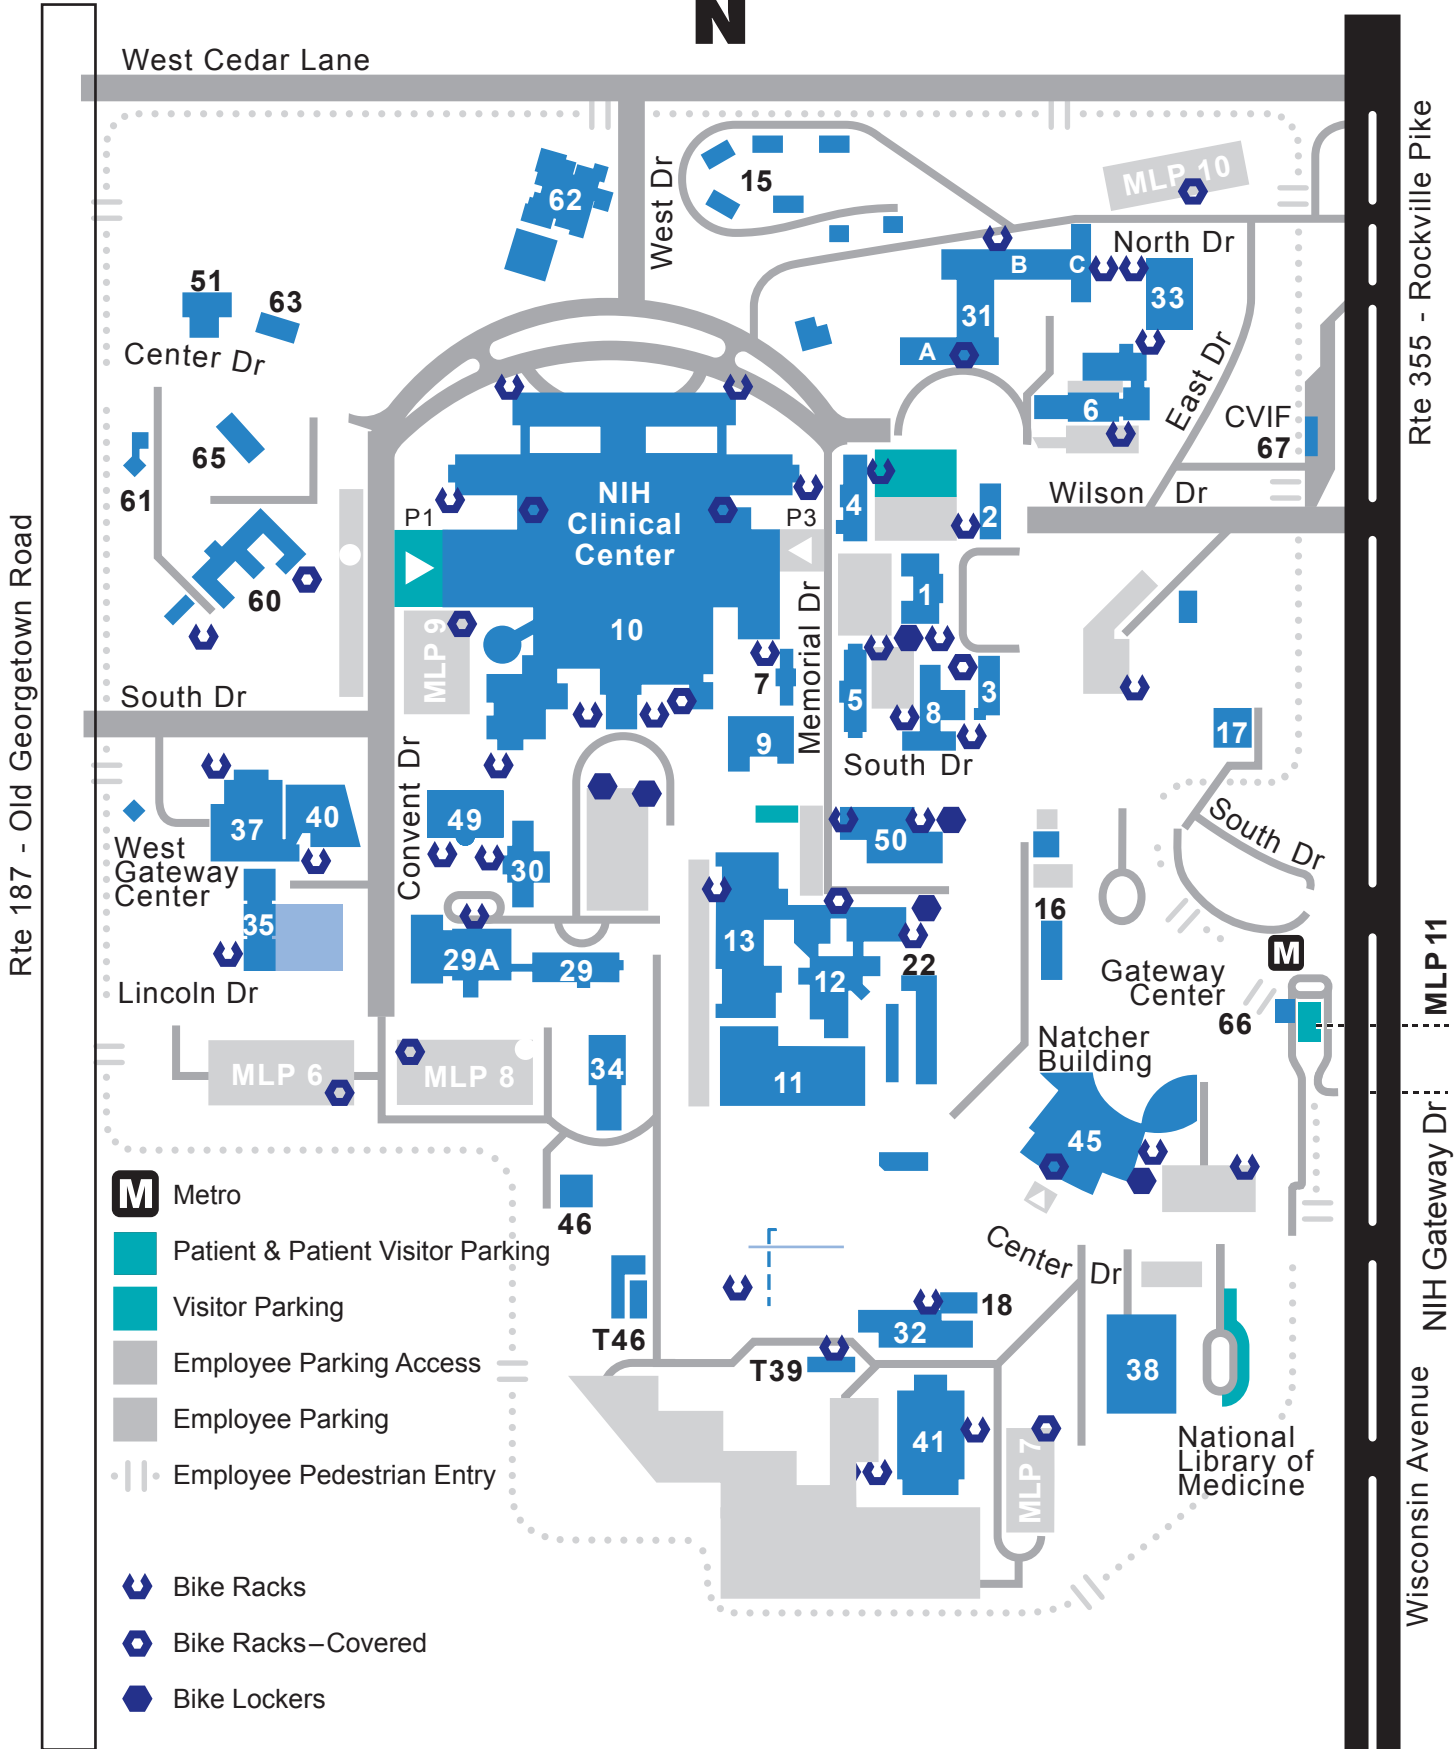 N
West Cedar Lane
West Dr
15
MLP 10
62
North Dr
B
C
33
31
A
51
63
Center Dr
6
East Dr
CVIF
67
65
61
60
P1
NIH
Clinical
Center
10
P3
4
2
Wilson Dr
1
MLP 9
7
Memorial Dr
5
8
3
9
South Dr
South Dr
17
South Dr
Rte 187 - Old Georgetown Road
Rte 355 - Rockville Pike
37
40
West
Gateway
Center
35
Lincoln Dr
Convent Dr
49
30
50
29A
29
13
12
22
16
M
Gateway
Center
66
MLP 11
Natcher
Building
45
MLP 6
MLP 8
34
11
46
T46
T39
18
32
Center Dr
38
41
MLP 7
National
Library of
Medicine
NIH Gateway Dr
Wisconsin Avenue
M Metro
Patient & Patient Visitor Parking
Visitor Parking
Employee Parking Access
Employee Parking
Employee Pedestrian Entry
Bike Racks
Bike Racks–Covered
Bike Lockers